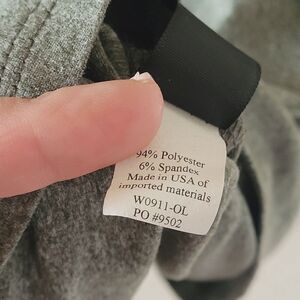 94% Polyester
6% Spandex
Made in USA of
imported materials
W0911-OL
PO #9502